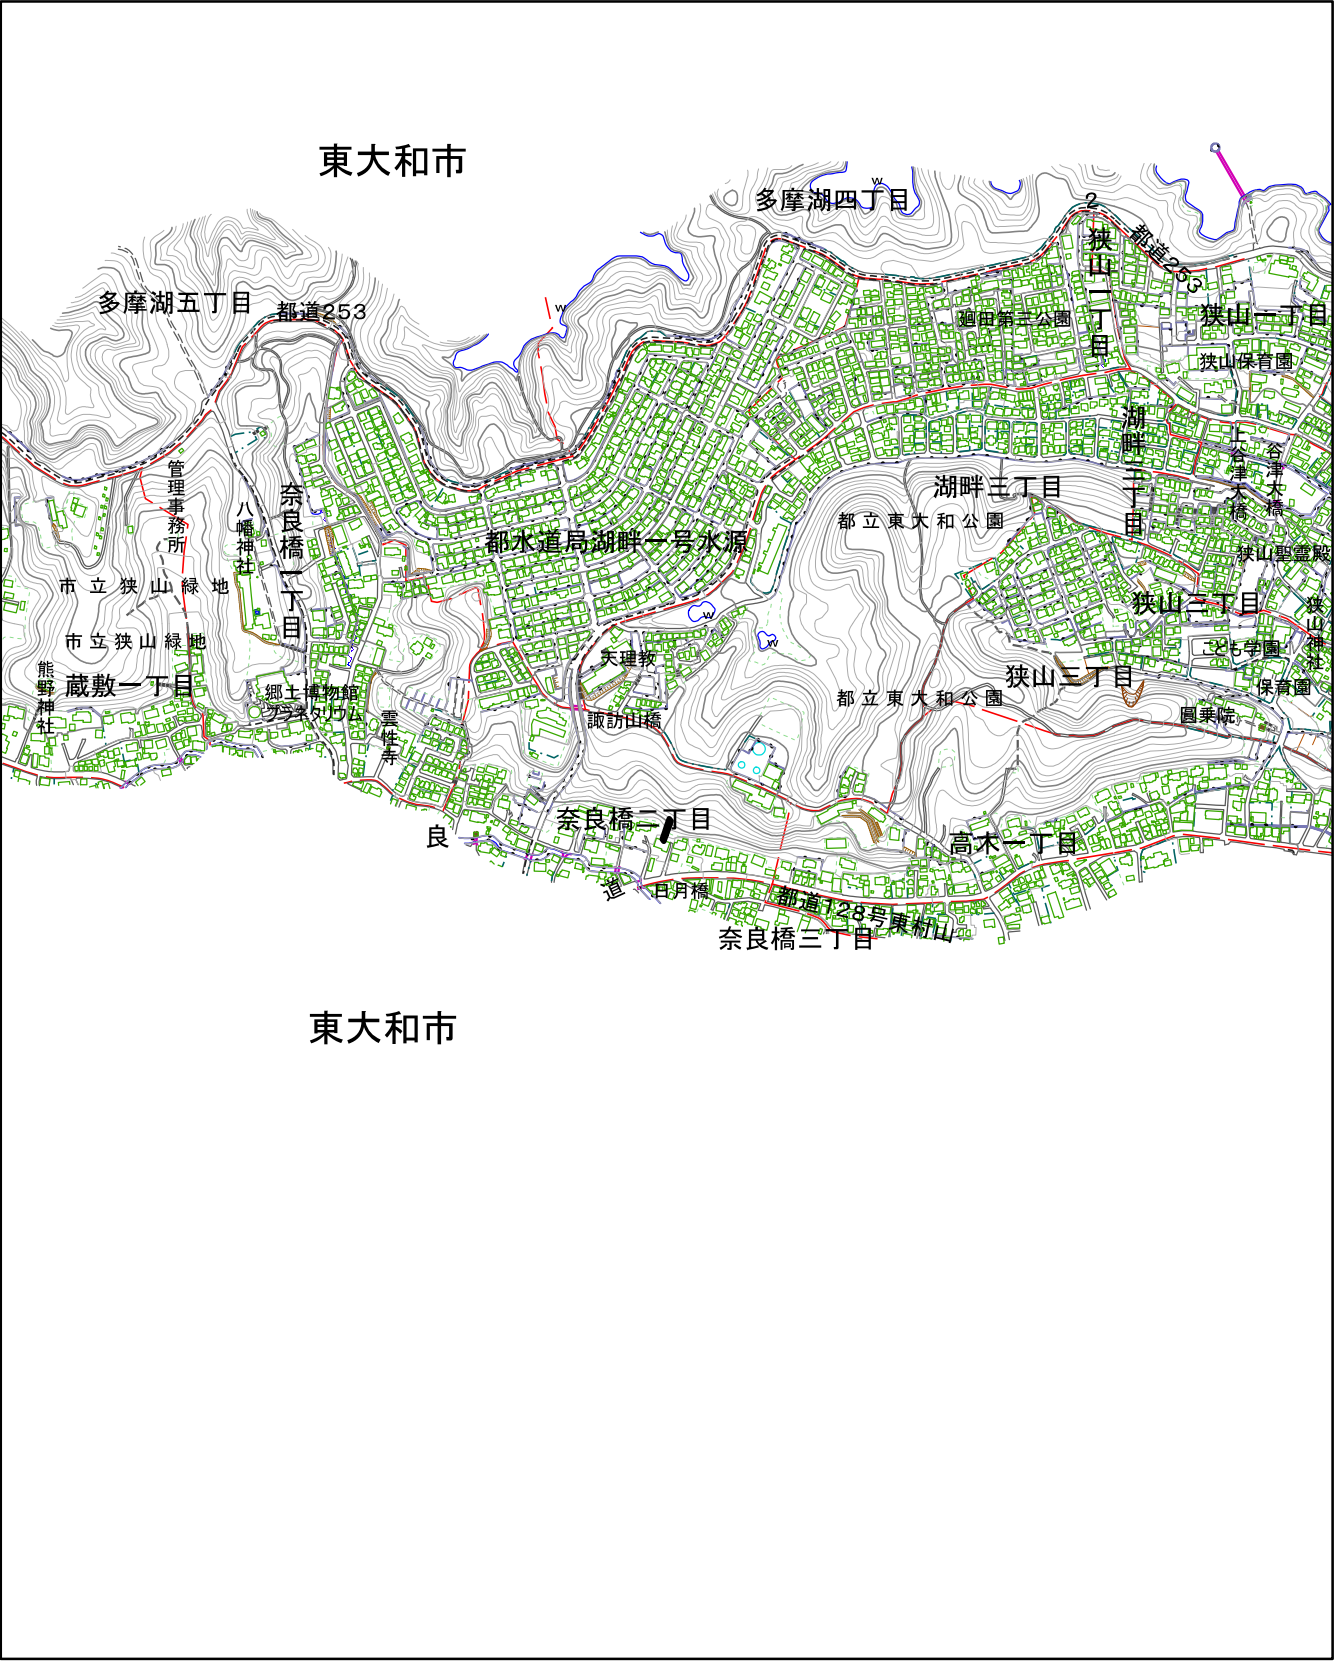 東大和市
多摩湖四丁目
w
2
都道253
狭山一丁目
多摩湖五丁目
都道253
w
廻田第三公園
狭山一丁目
狭山保育園
湖畔三丁目
上谷津大橋
谷津大橋
管理事務所
八幡神社
奈良橋一丁目
湖畔三丁目
都立東大和公園
都水道局湖畔一号水源
狭山聖霊殿
市立狭山緑地
狭山三丁目
狭山神社
w
w
市立狭山緑地
こども学園
天理教
熊野神社
蔵敷一丁目
郷土博物館
プラネタリウム
雲性寺
狭山三丁目
保育園
都立東大和公園
圓乗院
諏訪山橋
奈良橋二丁目
良
高木一丁目
道
日月橋
都道128号東村山
奈良橋三丁目
東大和市